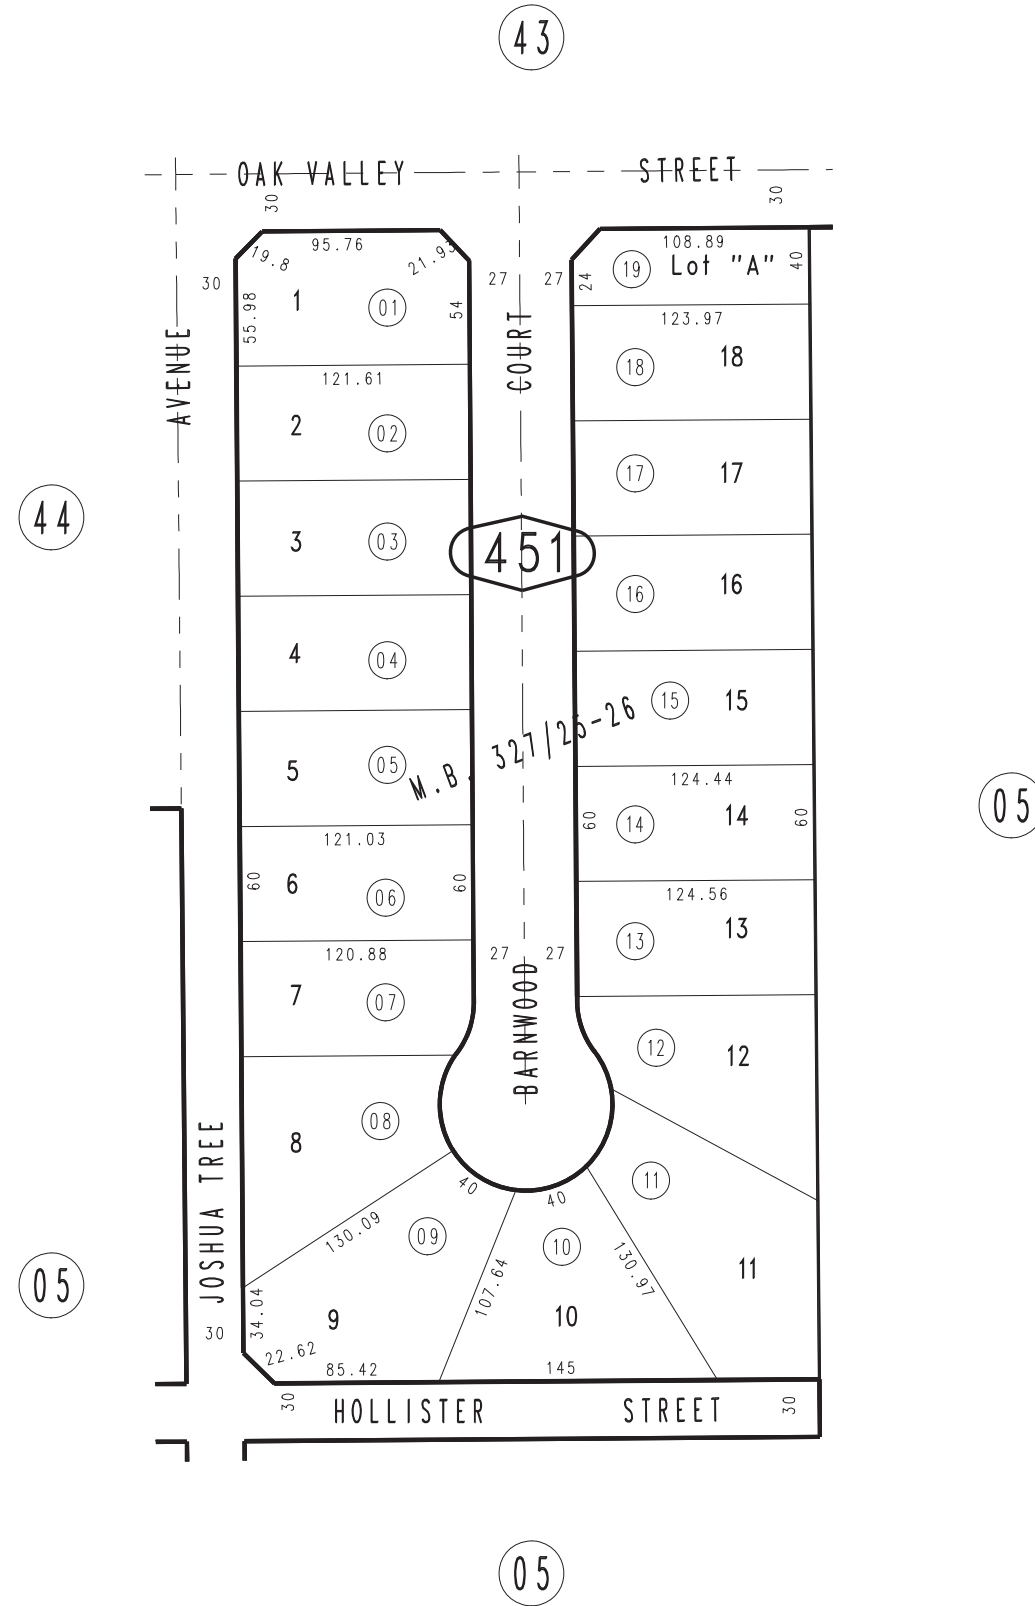 43
OAK VALLEY STREET
30 30
95.76 108.89
19.8 21.93 19 Lot "A" 40
30 27 27 24
1 01
55.98 54 123.97
AVENUE COURT 18 18
121.61
2 02
17 17
44
3 03 451
16 16
4 04
15 15
M.B. 327/25-26
5 05
124.44
05
60 14 14 60
121.03
60 6 06 60 124.56
13 13
120.88 27 27
7 07
BARNWOOD
12 12
8 08
JOSHUA TREE
40 40 11
130.09 09 10
107.64 130.97 11
05
34.04 9 10
30
22.62
85.42 145
30 HOLLISTER STREET 30
05